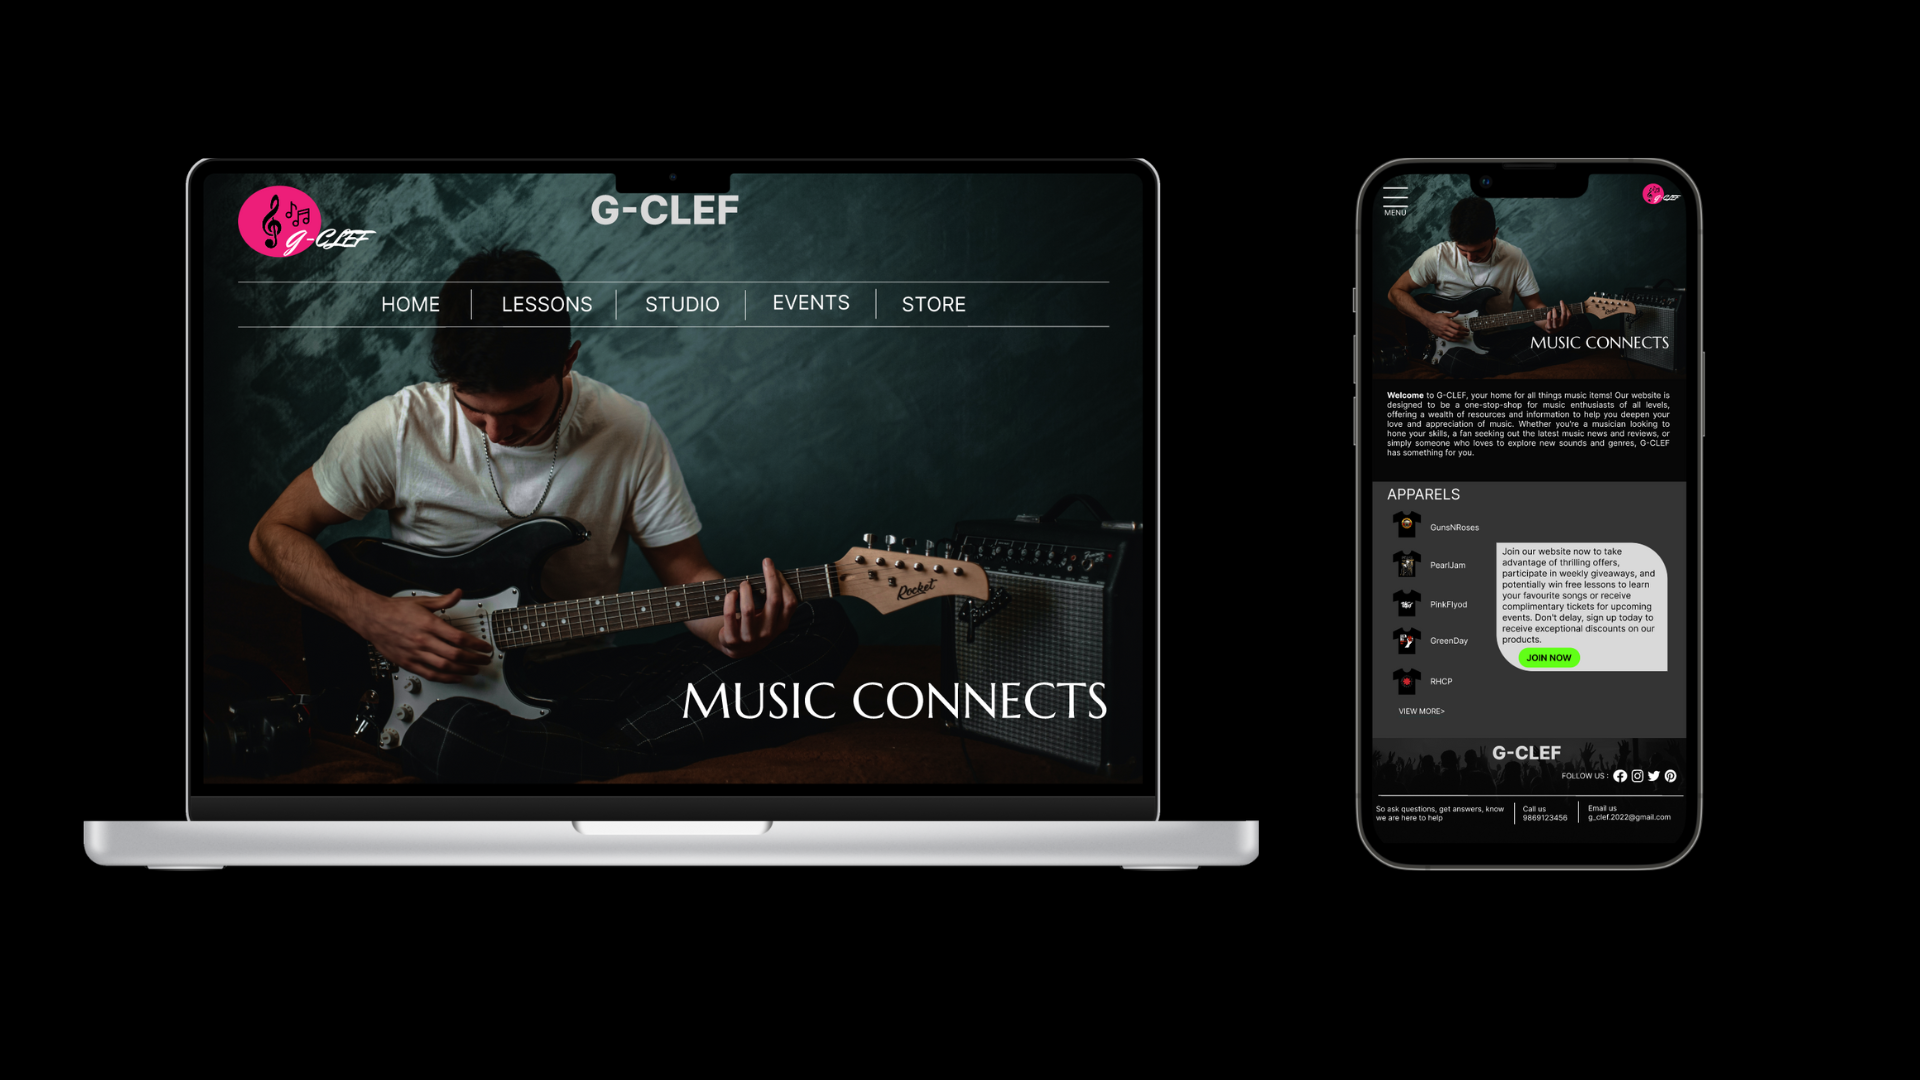 G-CLEF
g-CLEF
HOME
LESSONS
STUDIO
EVENTS
STORE
Rocket
MUSIC CONNECTS
MENU
g-CLEF
Rocket
MUSIC CONNECTS
Welcome to G-CLEF, your home for all things music items! Our website is
designed to be a one-stop-shop for music enthusiasts of all levels,
offering a wealth of resources and information to help you deepen your
love and appreciation of music. Whether you're a musician looking to
hone your skills, a fan seeking out the latest music news and reviews, or
simply someone who loves to explore new sounds and genres, G-CLEF
has something for you.
APPARELS
GunsNRoses
PearlJam
PinkFlyod
GreenDay
RHCP
VIEW MORE>
Join our website now to take
advantage of thrilling offers,
participate in weekly giveaways, and
potentially win free lessons to learn
your favourite songs or receive
complimentary tickets for upcoming
events. Don't delay, sign up today to
receive exceptional discounts on our
products.
JOIN NOW
G-CLEF
FOLLOW US :
So ask questions, get answers, know
we are here to help
Call us
9869123456
Email us
g_clef.2022@gmail.com